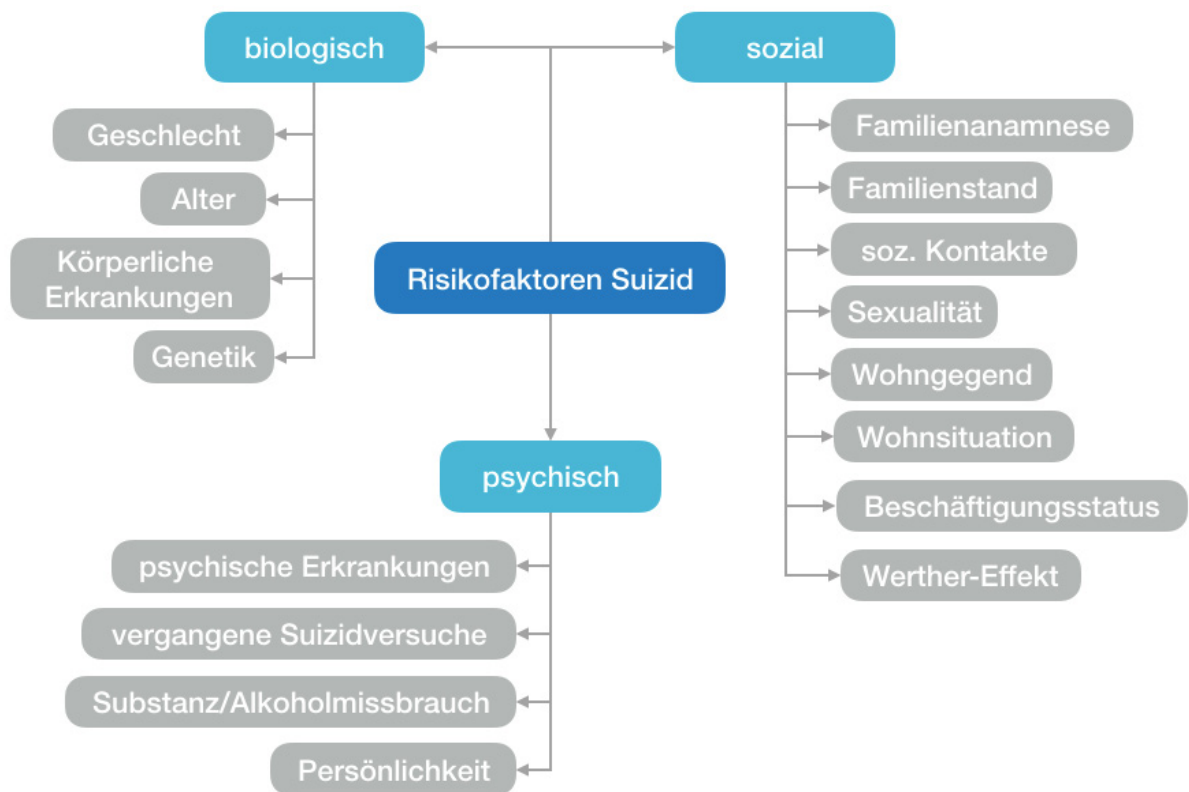 biologisch
sozial
Geschlecht
Alter
Körperliche
Erkrankungen
Genetik
Familienanamnese
Familienstand
soz. Kontakte
Sexualität
Wohngegend
Wohnsituation
Beschäftigungsstatus
Werther-Effekt
Risikofaktoren Suizid
psychisch
psychische Erkrankungen
vergangene Suizidversuche
Substanz/Alkoholmissbrauch
Persönlichkeit